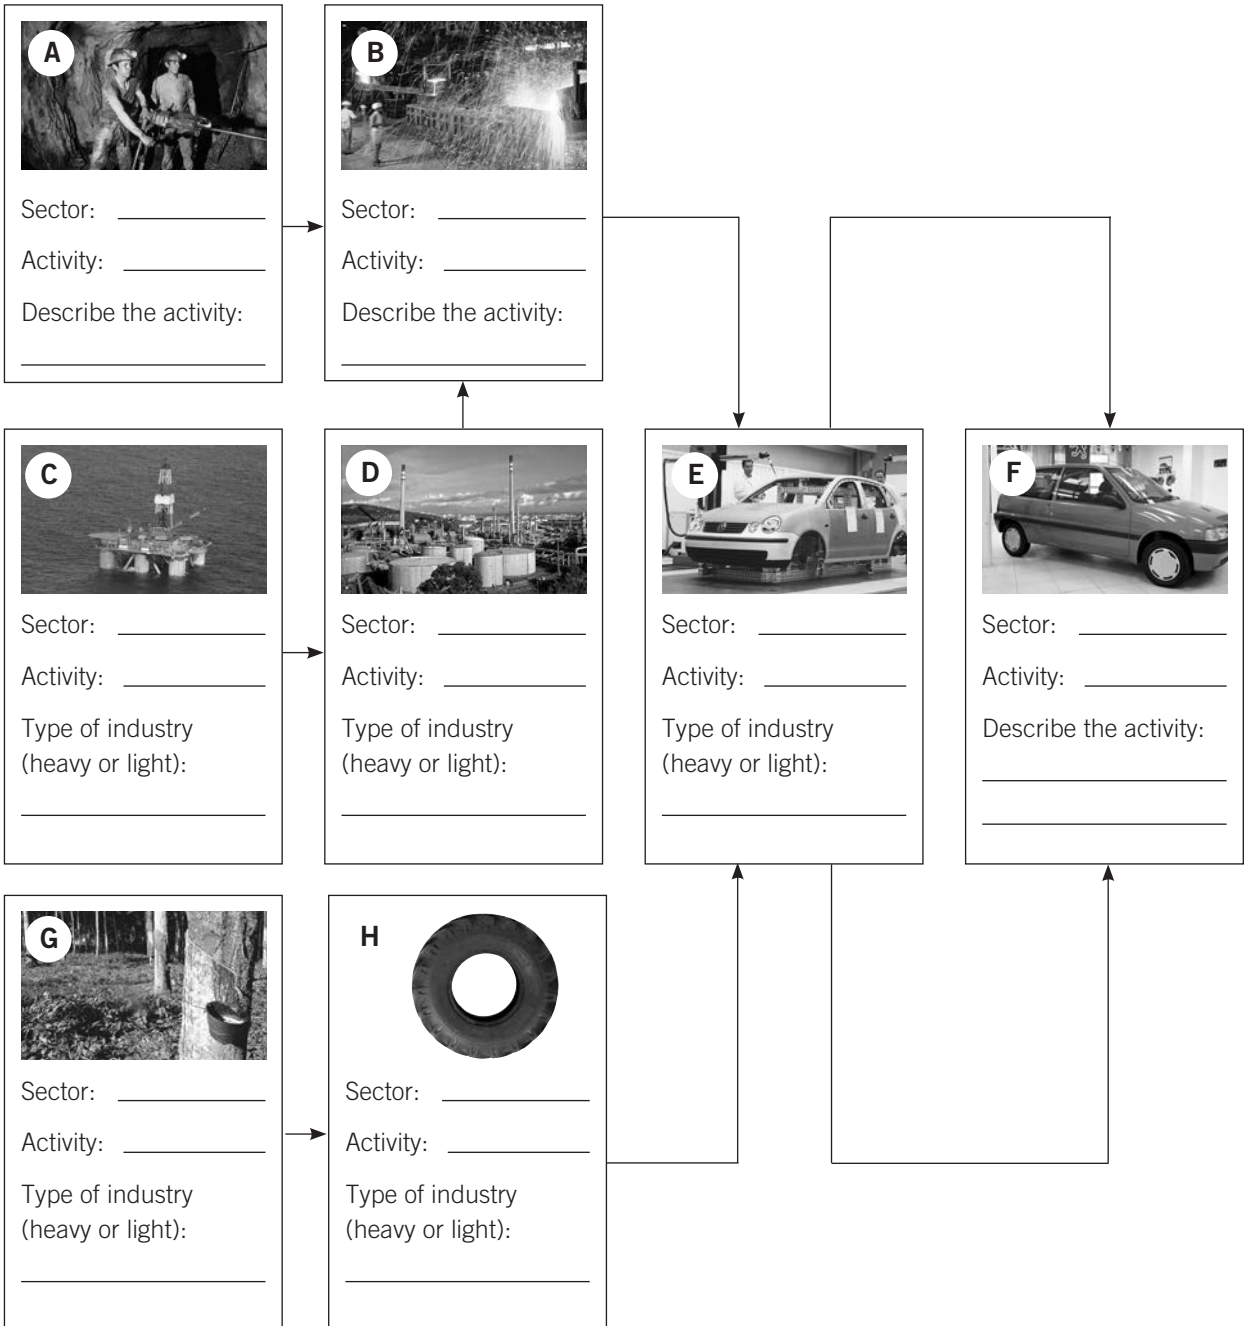 A
Sector:
Activity:
Describe the activity:
B
Sector:
Activity:
Describe the activity:
C
Sector:
Activity:
Type of industry
(heavy or light):
D
Sector:
Activity:
Type of industry
(heavy or light):
E
Sector:
Activity:
Type of industry
(heavy or light):
F
Sector:
Activity:
Describe the activity:
G
Sector:
Activity:
Type of industry
(heavy or light):
H
Sector:
Activity:
Type of industry
(heavy or light):